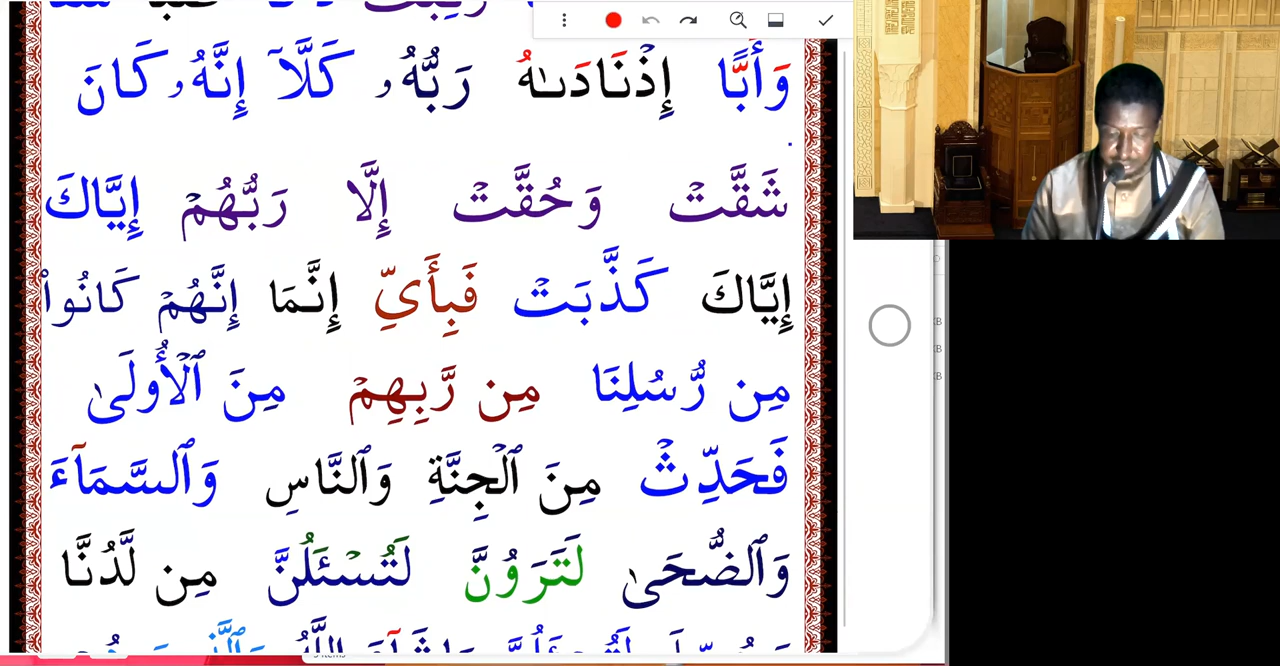 وَأَبًّا إِذْنَادَىٰهُ رَبُّهُۥ كَلَّآ إِنَّهُۥ كَانَ
شَقَّتْ وَحُقَّتْ إِلَّا رَبُّهُمْ إِيَّاكَ
إِيَّاكَ كَذَّبَتْ فَبِأَىِّ إِنَّمَا إِنَّهُمْ كَانُواْ
مِن رُّسُلِنَا مِن رَّبِهِمْ مِنَ ٱلْأُولَىٰ
فَحَدِّثْ مِنَ ٱلْجِنَّةِ وَٱلنَّاسِ وَٱلسَّمَآءَ
وَٱلضُّحَىٰ لَتَرَوُنَّ لَتُسْـَٔلُنَّ مِن لَّدُنَّا